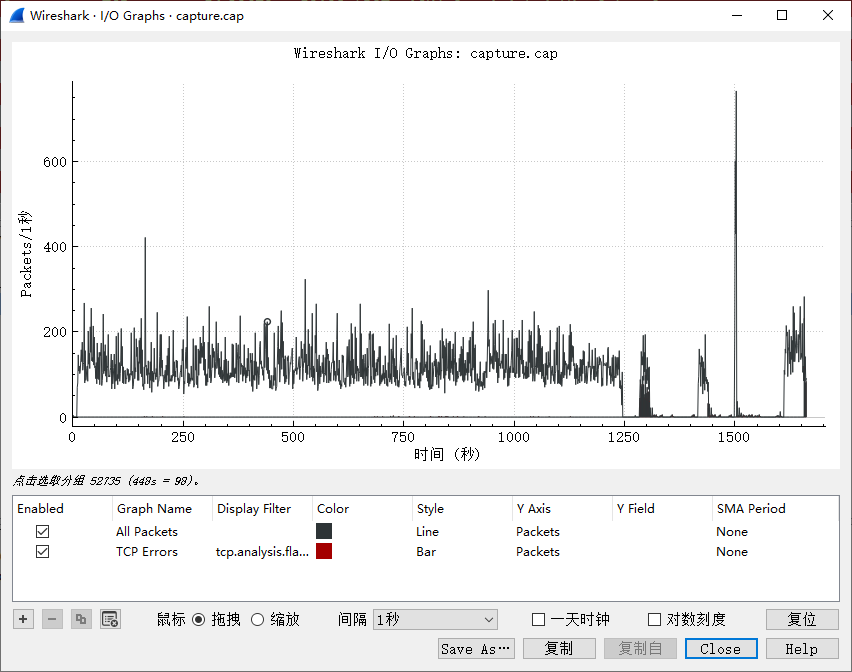 Wireshark · I/O Graphs · capture.cap
Wireshark I/O Graphs: capture.cap
Packets/1秒
600
400
200
0
0 250 500 750 1000 1250 1500
时间 (秒)
点击选取分组 52735 (449s = 99)。
Enabled Graph Name Display Filter Color Style Y Axis Y Field SMA Period
All Packets Line Packets None
TCP Errors tcp.analysis.fla... Bar Packets None
鼠标 拖拽 缩放 间隔 1秒 一天时钟 对数刻度 复位
Save As… 复制 复制自 Close Help